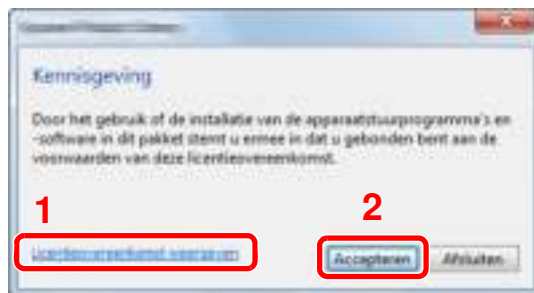 Kennisgeving
Door het gebruik of de installatie van de apparaatstuurprogramma's en
-software in dit pakket stemt u ermee in dat u gebonden bent aan de
voorwaarden van deze licentieovereenkomst.
1
2
Licentieovereenkomst weergeven
Accepteren
Afsluiten